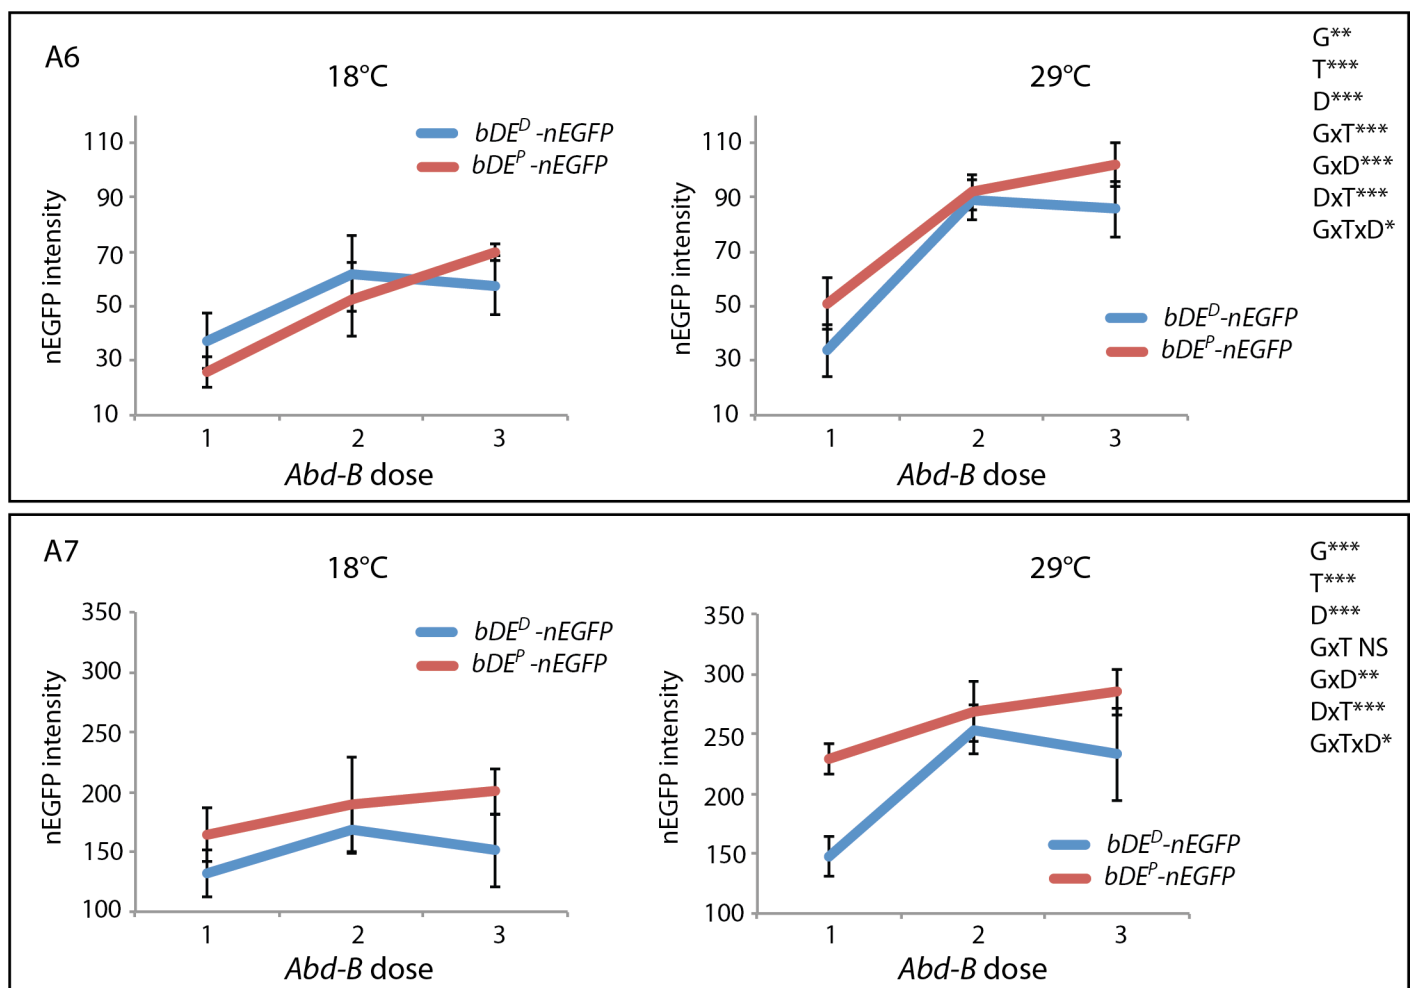 A6
18°C
110
90
70
50
30
10
nEGFP intensity
bDE^D -nEGFP
bDE^P -nEGFP
1 2 3
Abd-B dose
29°C
110
90
70
50
30
10
nEGFP intensity
bDE^D-nEGFP
bDE^P-nEGFP
1 2 3
Abd-B dose
G**
T***
D***
GxT***
GxD***
DxT***
GxTxD*
A7
18°C
350
300
250
200
150
100
nEGFP intensity
bDE^D -nEGFP
bDE^P -nEGFP
1 2 3
Abd-B dose
29°C
350
300
250
200
150
100
nEGFP intensity
bDE^D-nEGFP
bDE^P-nEGFP
1 2 3
Abd-B dose
G***
T***
D***
GxT NS
GxD**
DxT***
GxTxD*